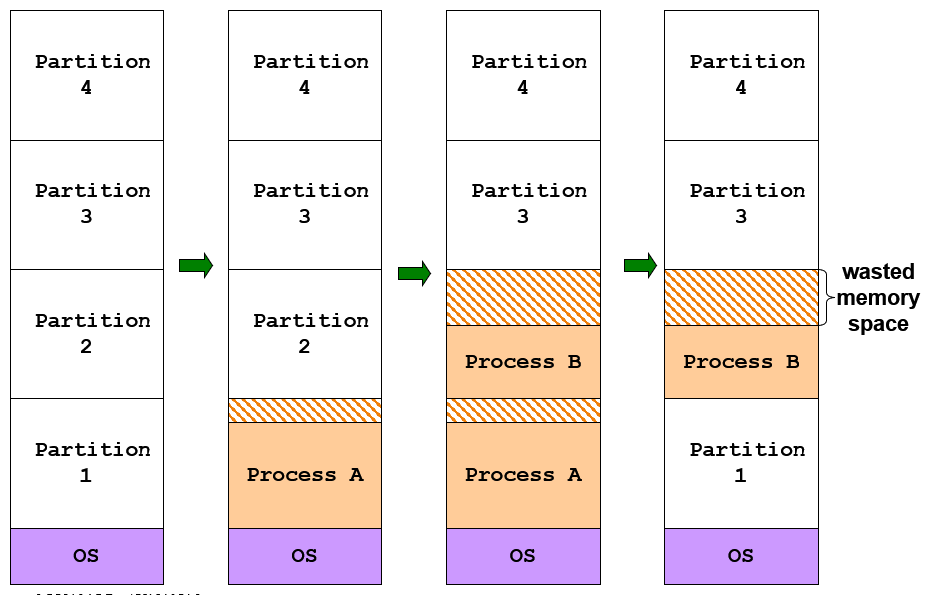 Partition
4
Partition
3
Partition
2
Partition
1
OS
Partition
4
Partition
3
Partition
2
Process A
OS
Partition
4
Partition
3
Process B
Process A
OS
Partition
4
Partition
3
Process B
Partition
1
OS
wasted
memory
space